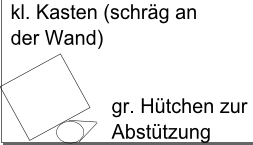 kl. Kasten (schräg an
der Wand)
gr. Hütchen zur
Abstützung